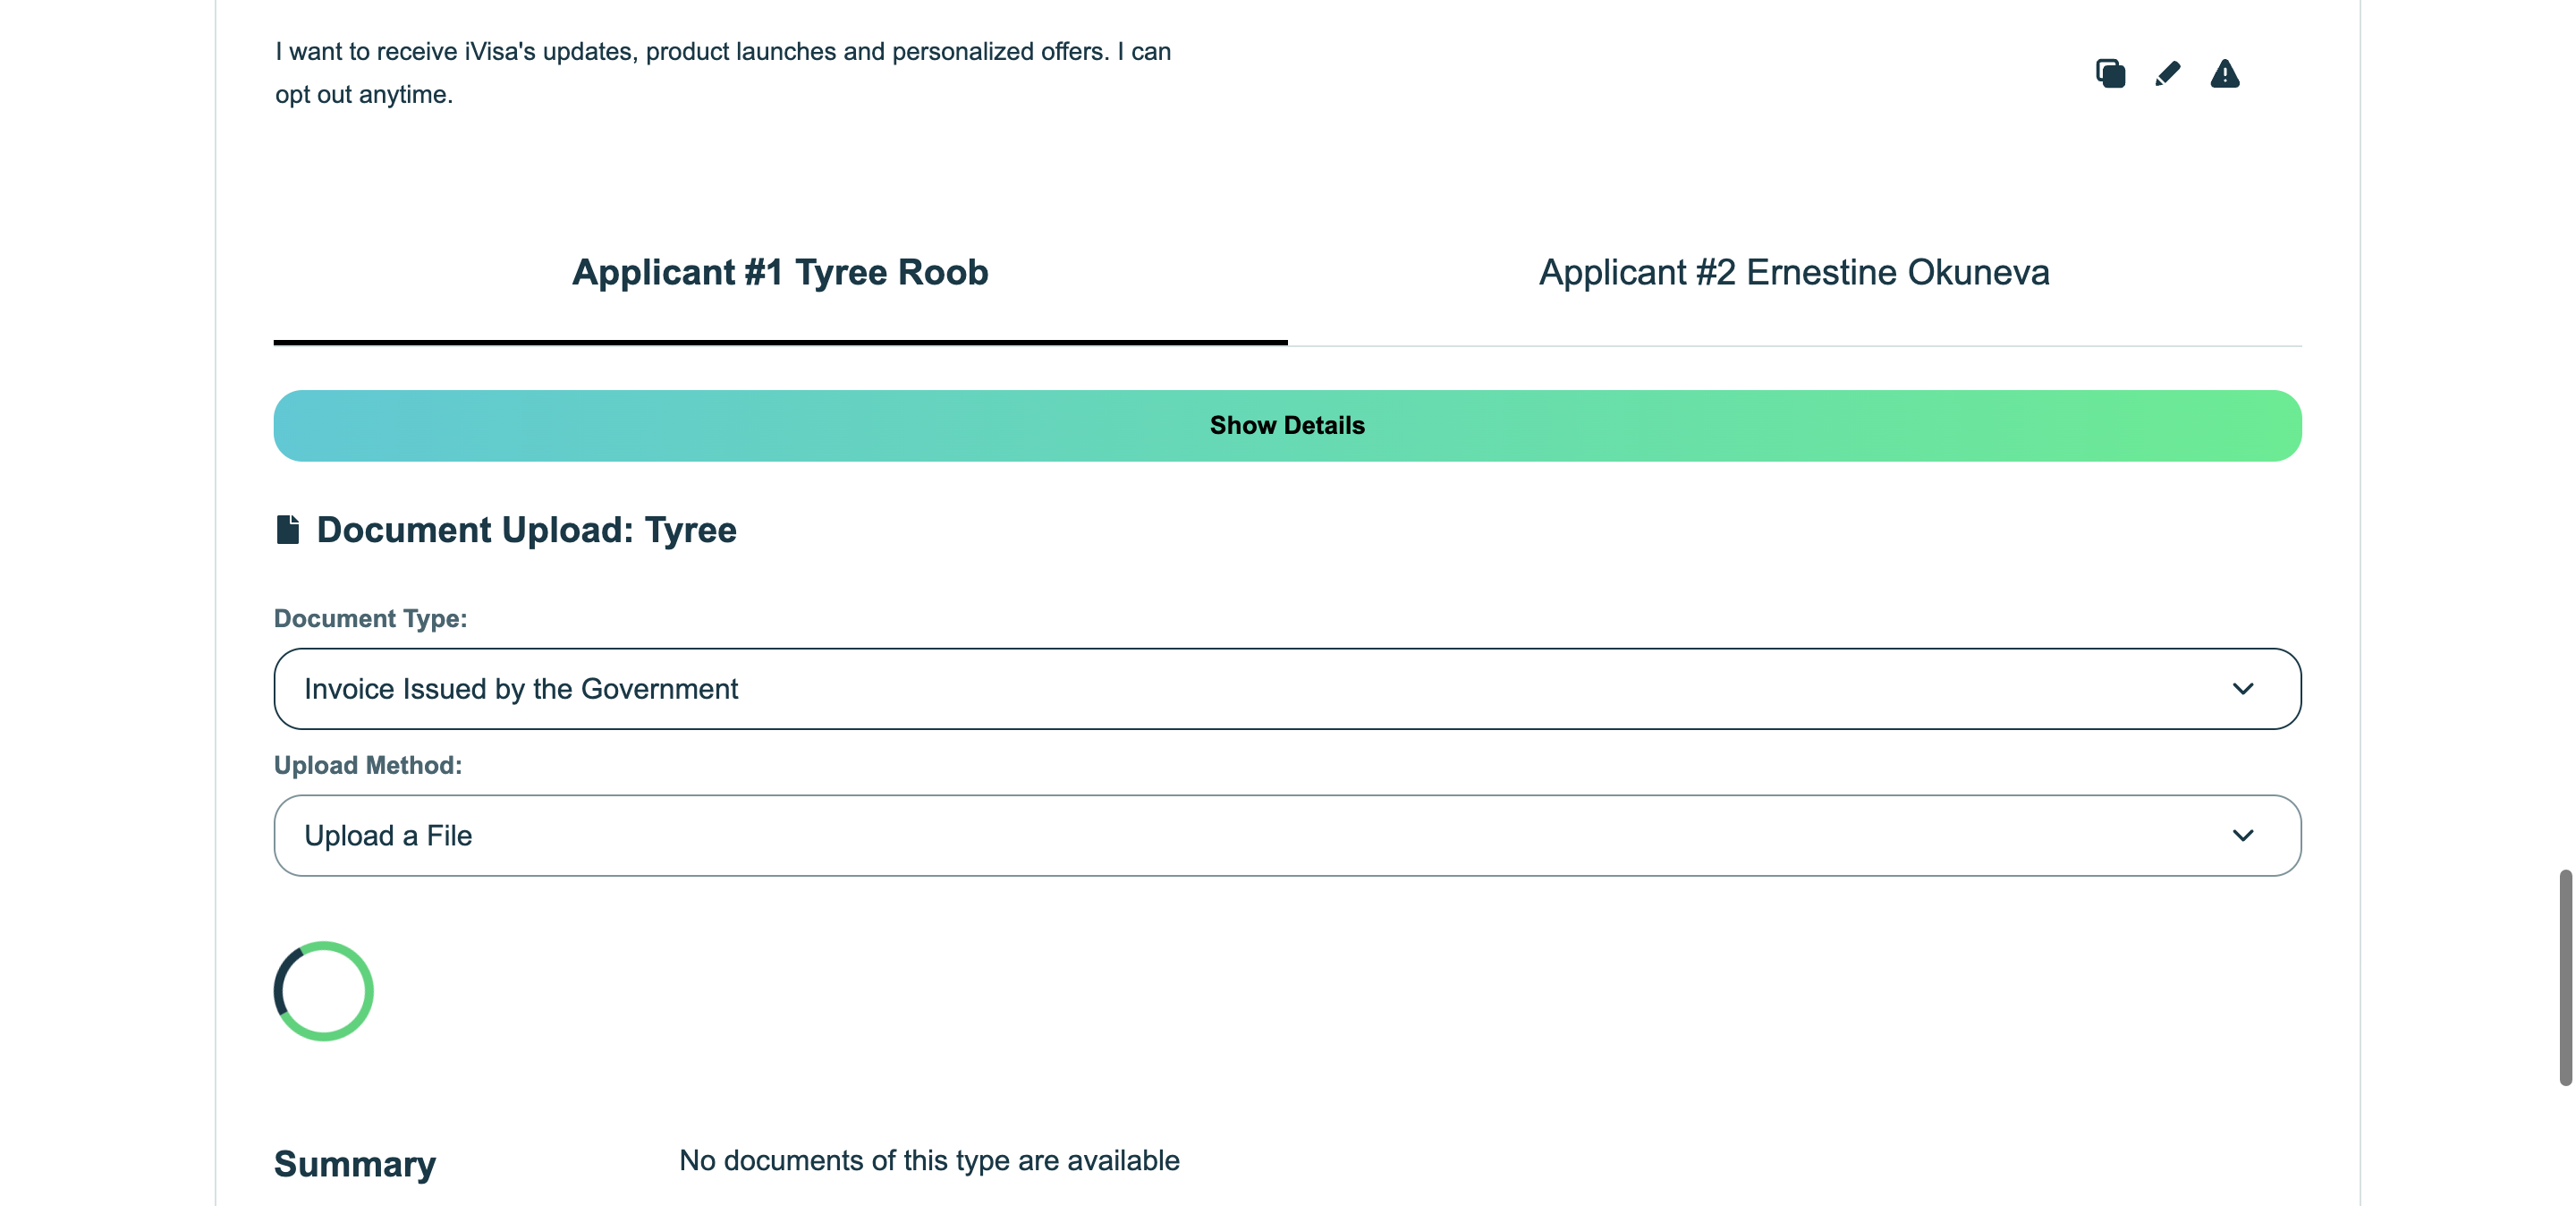 I want to receive iVisa's updates, product launches and personalized offers. I can
opt out anytime.
Applicant #1 Tyree Roob
Applicant #2 Ernestine Okuneva
Show Details
Document Upload: Tyree
Document Type:
Invoice Issued by the Government
Upload Method:
Upload a File
Summary
No documents of this type are available